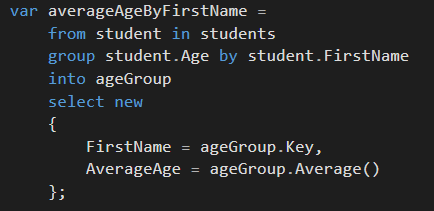 var averageAgeByFirstName =
    from student in students
    group student.Age by student.FirstName
    into ageGroup
    select new
    {
        FirstName = ageGroup.Key,
        AverageAge = ageGroup.Average()
    };